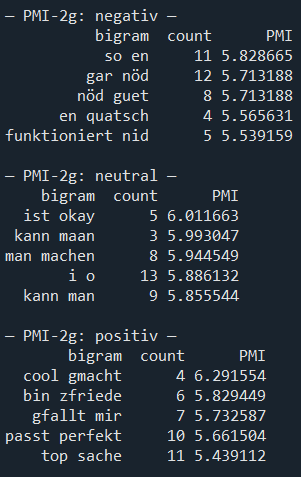 — PMI-2g: negativ —
bigram count PMI
so en 11 5.828665
gar nöd 12 5.713188
nöd guet 8 5.713188
en quatsch 4 5.565631
funktioniert nid 5 5.539159
— PMI-2g: neutral —
bigram count PMI
ist okay 5 6.011663
kann maan 3 5.993047
man machen 8 5.944549
i o 13 5.886132
kann man 9 5.855544
— PMI-2g: positiv —
bigram count PMI
cool gmacht 4 6.291554
bin zfriede 6 5.829449
gfallt mir 7 5.732587
passt perfekt 10 5.661504
top sache 11 5.439112